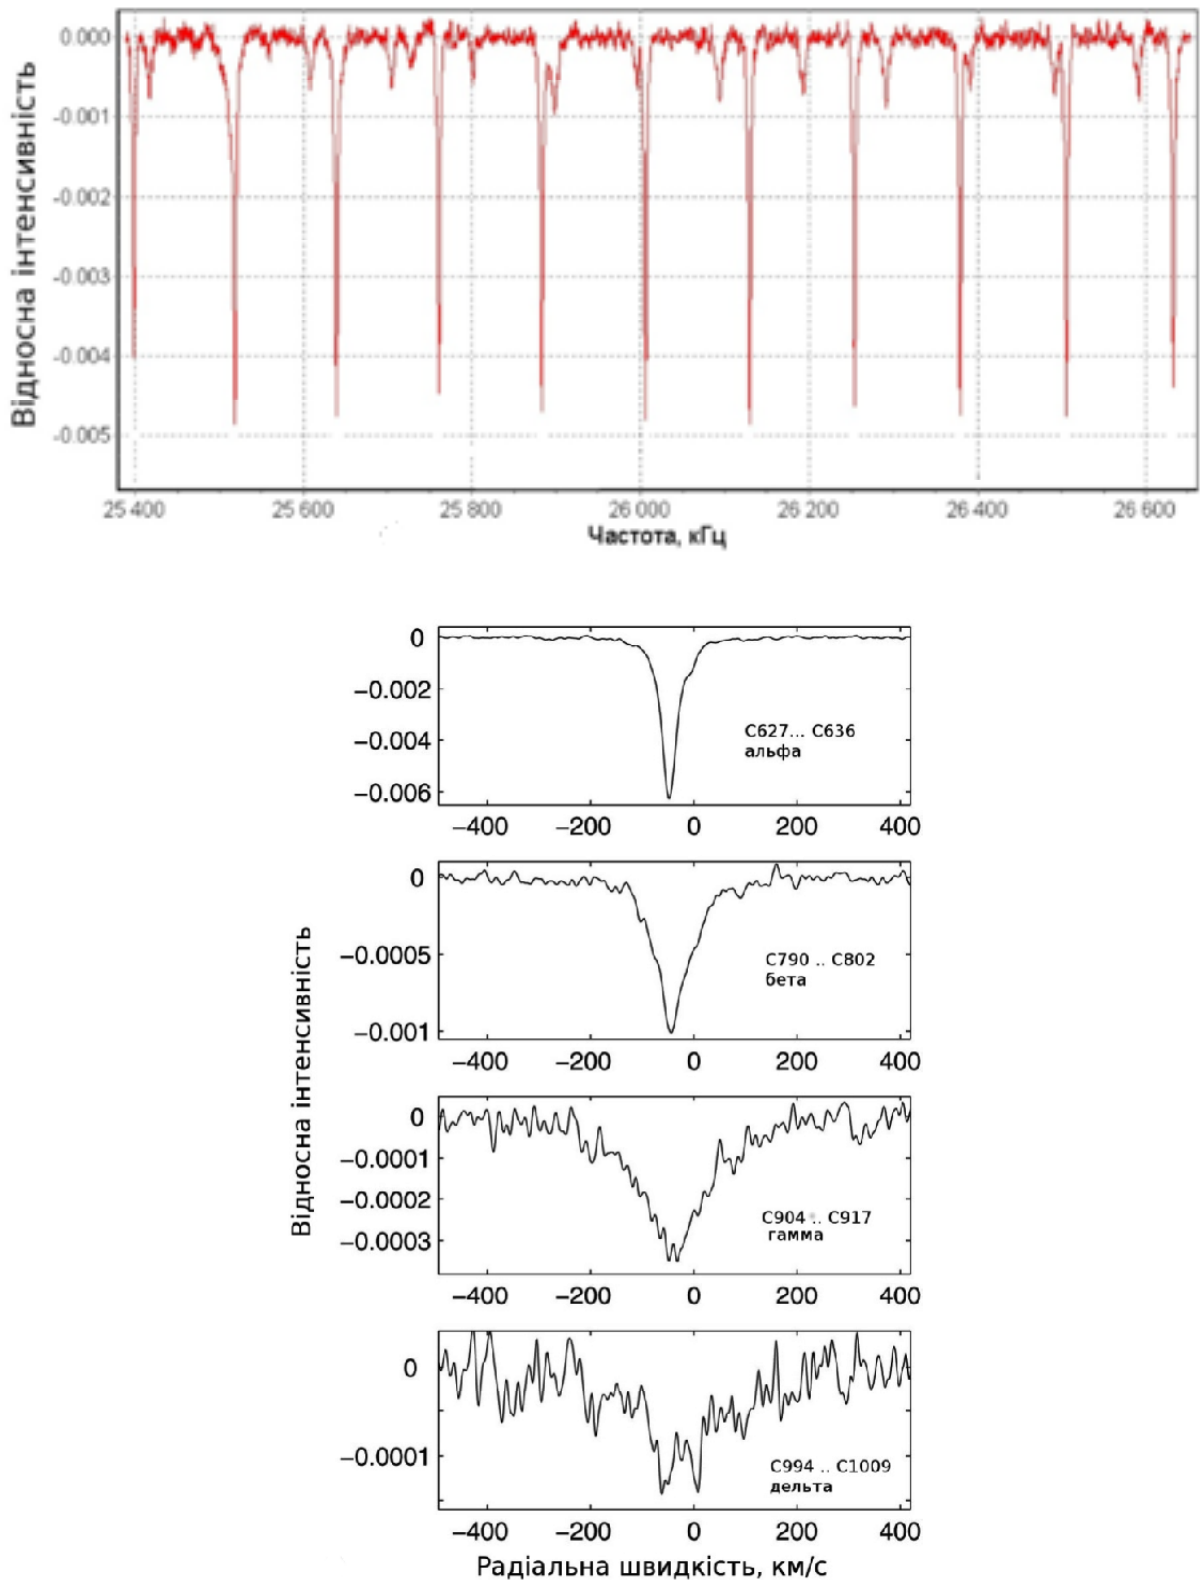 Відносна інтенсивність
0.000
-0.001
-0.002
-0.003
-0.004
-0.005
25 400 25 600 25 800 26 000 26 200 26 400 26 600
Частота, кГц
Відносна інтенсивність
0
−0.002
−0.004
−0.006
C627... C636
альфа
−400 −200 0 200 400
0
−0.0005
−0.001
C790 .. C802
бета
−400 −200 0 200 400
0
−0.0001
−0.0002
−0.0003
C904 .. C917
гамма
−400 −200 0 200 400
0
−0.0001
C994 .. C1009
дельта
−400 −200 0 200 400
Радіальна швидкість, км/с